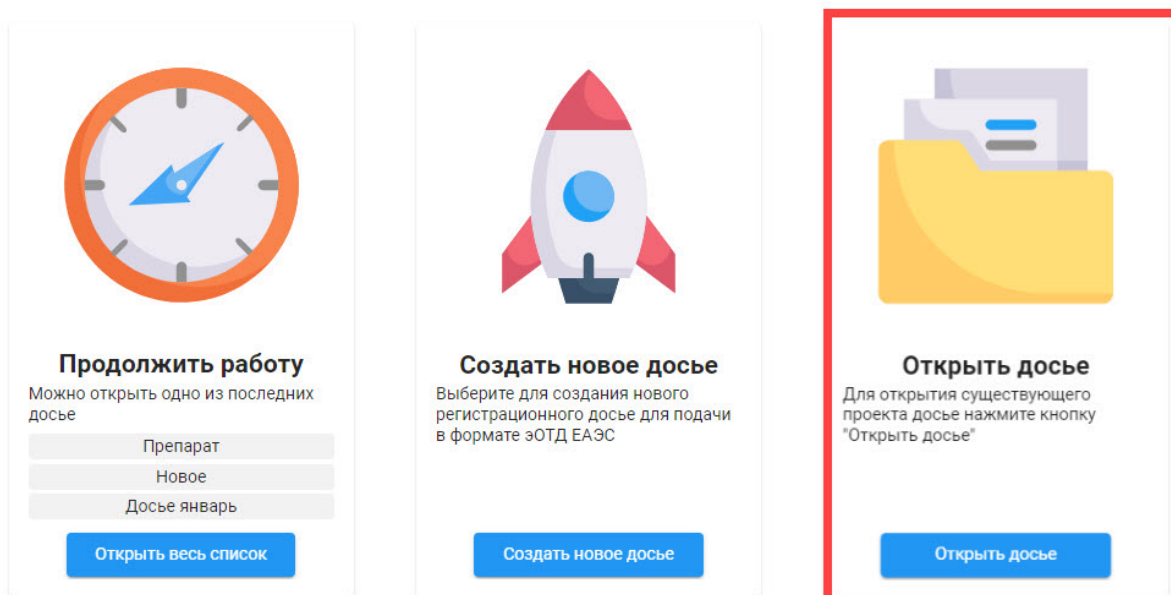 Продолжить работу
Можно открыть одно из последних
досье
Препарат
Новое
Досье январь
Открыть весь список
Создать новое досье
Выберите для создания нового
регистрационного досье для подачи
в формате эОТД ЕАЭС
Создать новое досье
Открыть досье
Для открытия существующего
проекта досье нажмите кнопку
"Открыть досье"
Открыть досье